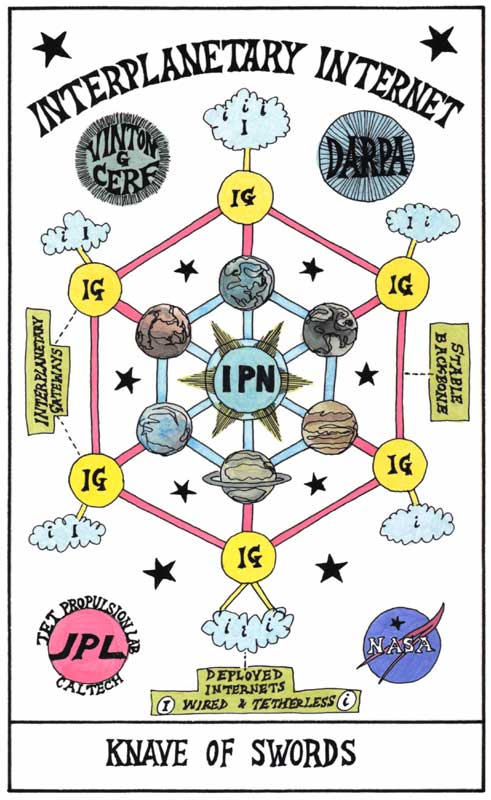 INTERPLANETARY INTERNET
i i i
I
VINTON
G
CERF
DARPA
IG
i I
I i
IG
IG
INTERPLANETARY
GATEWAYS
STABLE
BACKBONE
IPN
IG
IG
i I
i
IG
i i i
JET PROPULSION LAB
JPL
CALTECH
NASA
DEPLOYED
INTERNETS
I WIRED & TETHERLESS i
KNAVE OF SWORDS